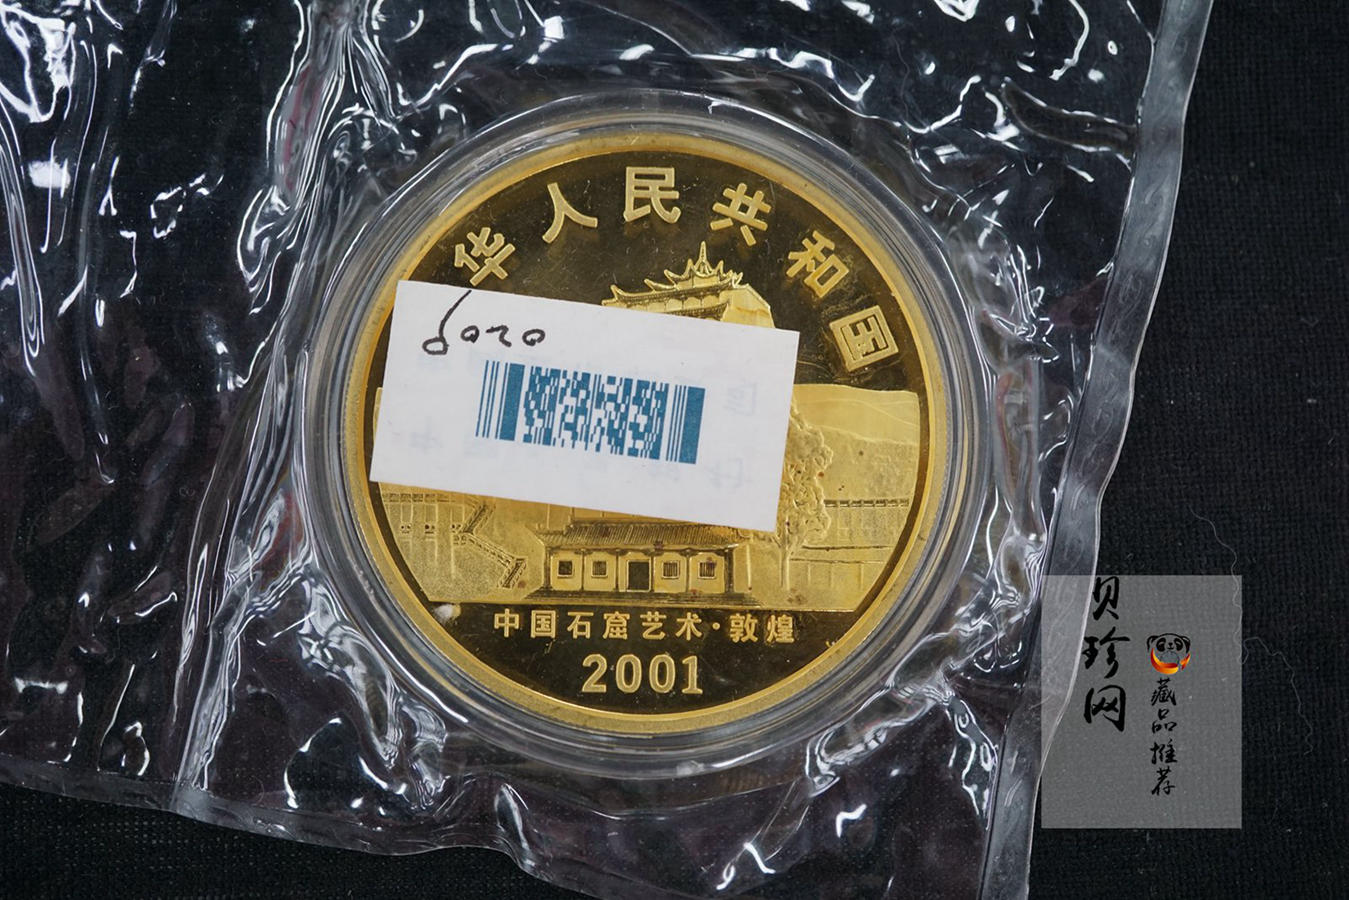 华人民共和国
6020
中国石窟艺术·敦煌
2001
贝珍网
藏品推荐